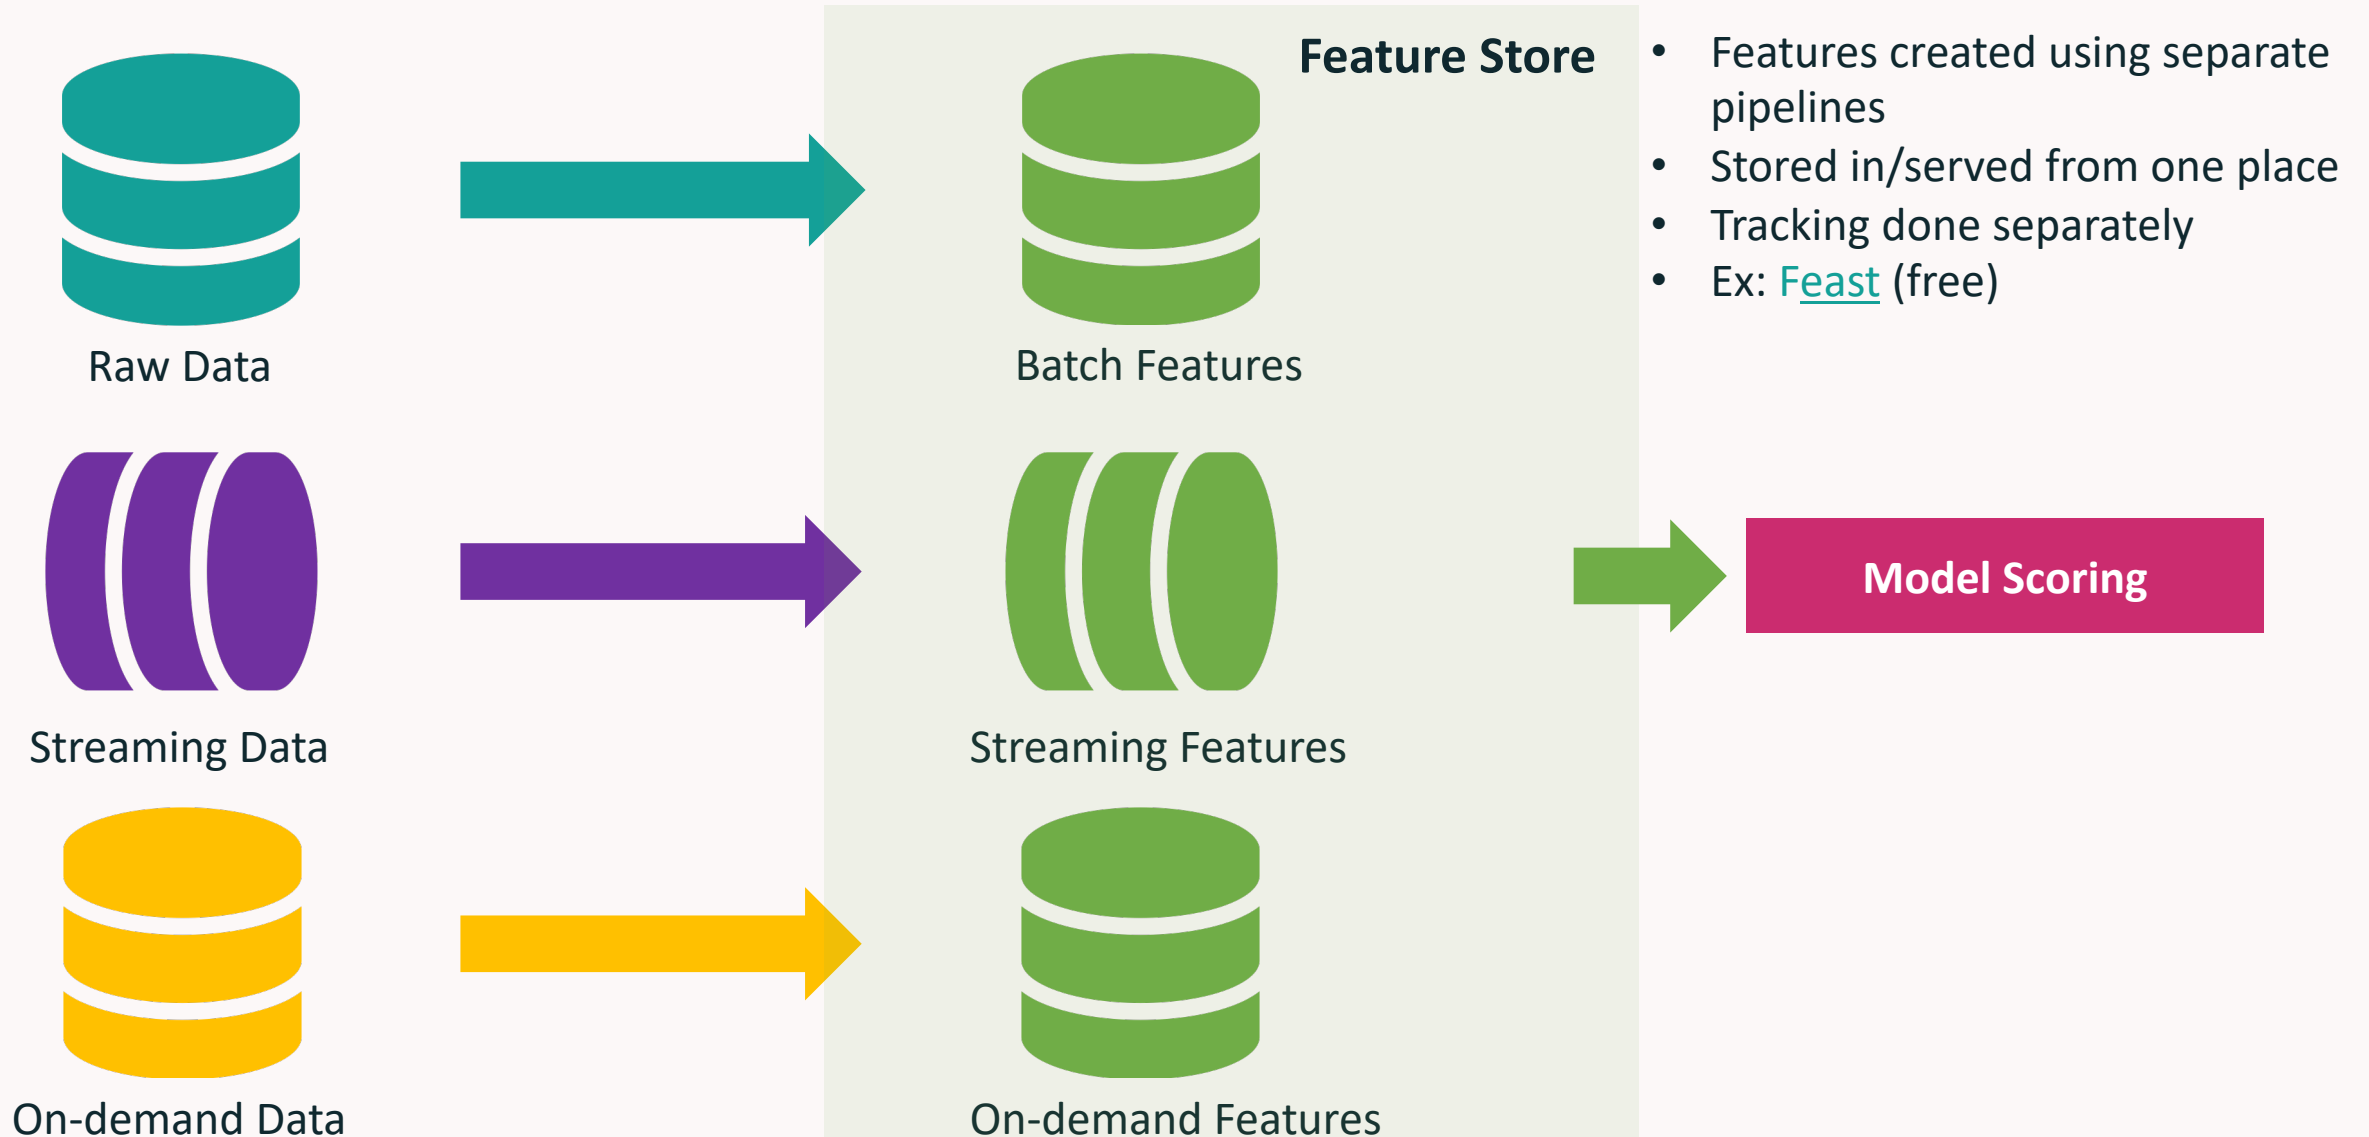 Feature Store
• Features created using separate
pipelines
• Stored in/served from one place
• Tracking done separately
• Ex: Feast (free)
Raw Data
Batch Features
Model Scoring
Streaming Data
Streaming Features
On-demand Data
On-demand Features